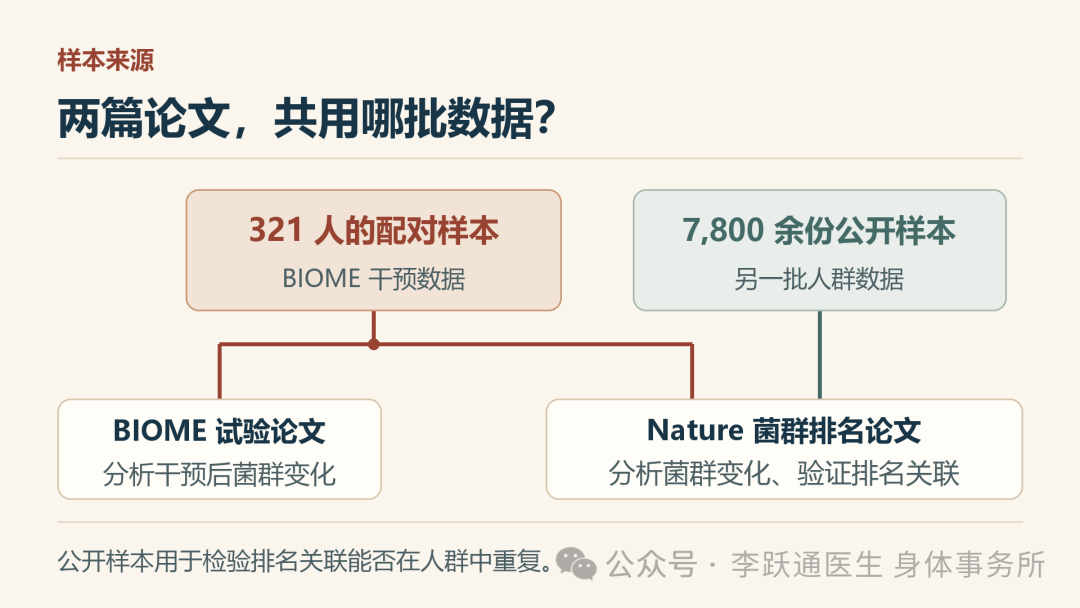 样本来源
两篇论文，共用哪批数据？
321 人的配对样本
BIOME 干预数据
7,800 余份公开样本
另一批人群数据
BIOME 试验论文
分析干预后菌群变化
Nature 菌群排名论文
分析菌群变化、验证排名关联
公开样本用于检验排名关联能否在人群中重复。
公众号 · 李跃通医生 身体事务所